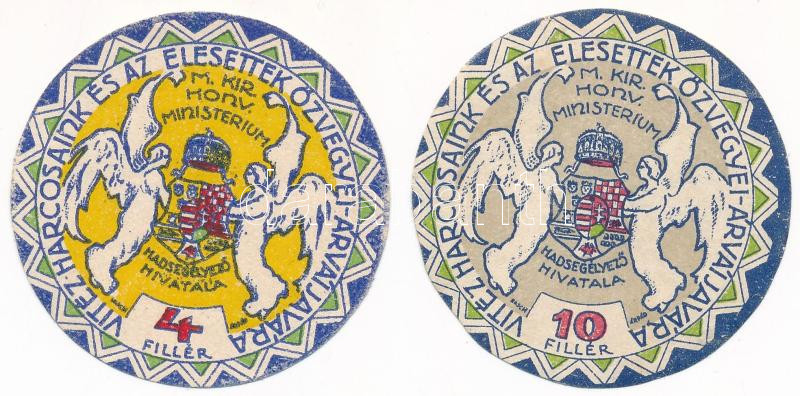 VITÉZ HARCOSAINK ÉS AZ ELESETTEK ÖZVEGYEI-ÁRVÁI JAVÁRA
M. KIR.
HONV.
MINISTERIUM
HADSEGÉLYEZŐ
HIVATALA
4
FILLÉR
VITÉZ HARCOSAINK ÉS AZ ELESETTEK ÖZVEGYEI-ÁRVÁI JAVÁRA
M. KIR.
HONV.
MINISTERIUM
HADSEGÉLYEZŐ
HIVATALA
10
FILLÉR